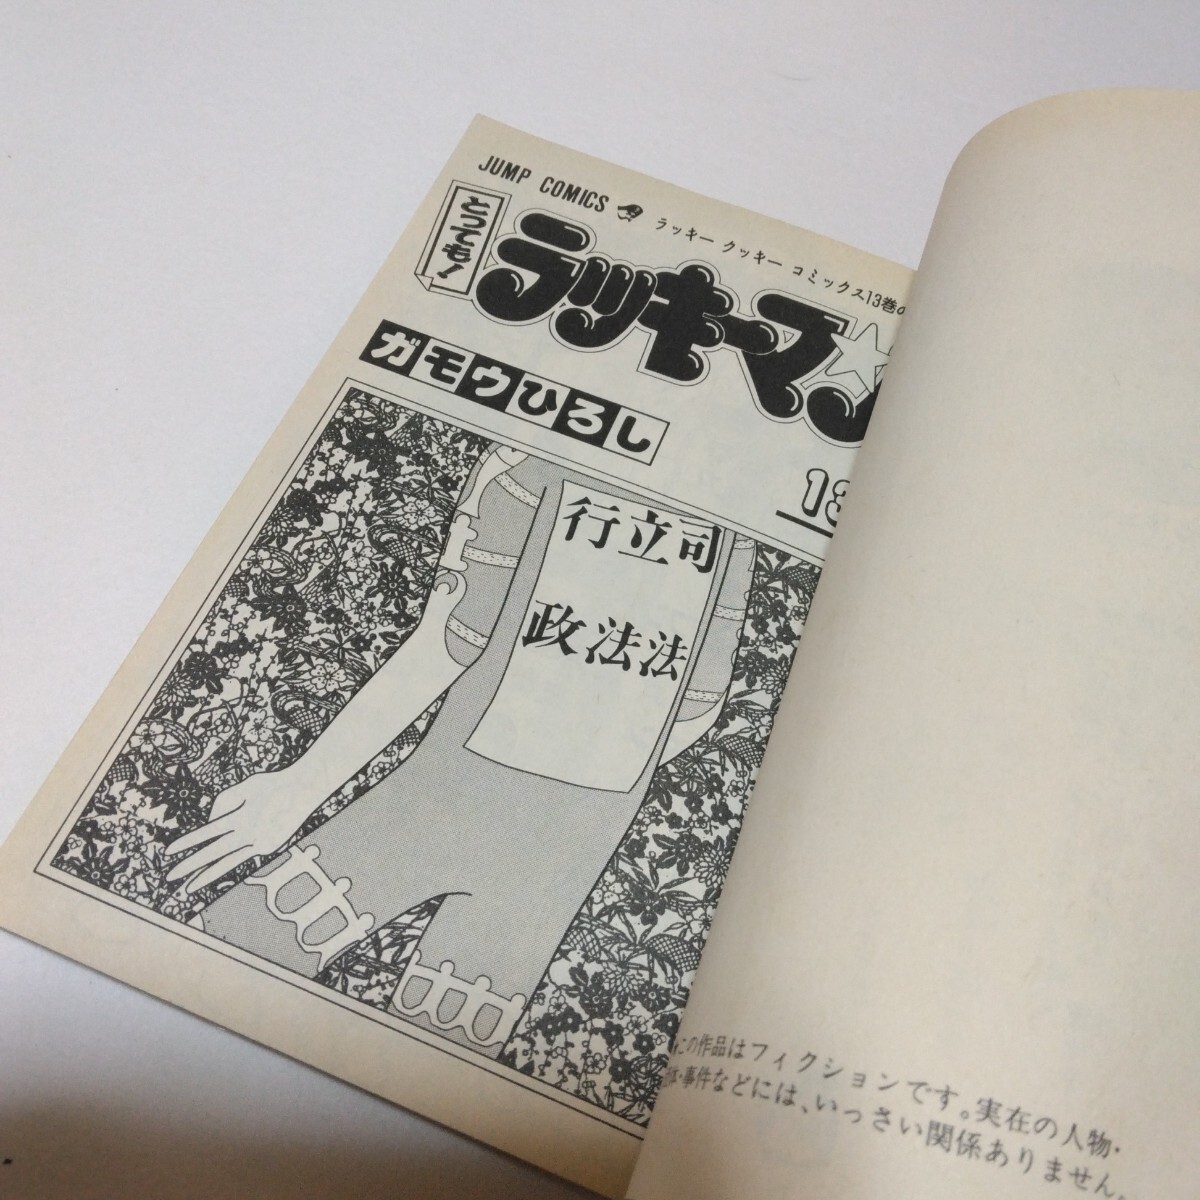 JUMP COMICS
ラッキー クッキー コミックス13巻の
とっても!
ラッキーマン
ガモウひろし
13
行立司
政法法
この作品はフィクションです。実在の人物・
団体・事件などには、いっさい関係ありません。